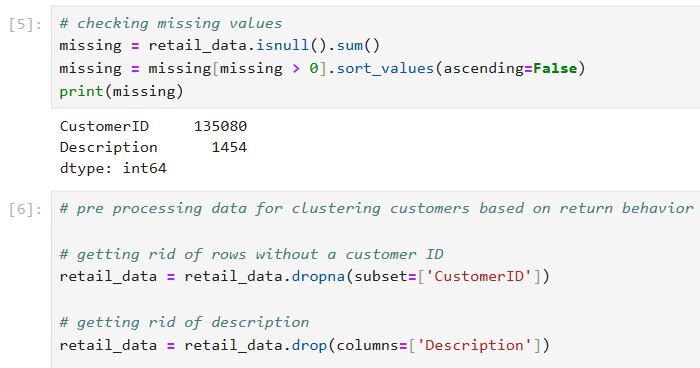 [5]: # checking missing values
missing = retail_data.isnull().sum()
missing = missing[missing > 0].sort_values(ascending=False)
print(missing)
CustomerID     135080
Description      1454
dtype: int64
[6]: # pre processing data for clustering customers based on return behavior
# getting rid of rows without a customer ID
retail_data = retail_data.dropna(subset=['CustomerID'])
# getting rid of description
retail_data = retail_data.drop(columns=['Description'])